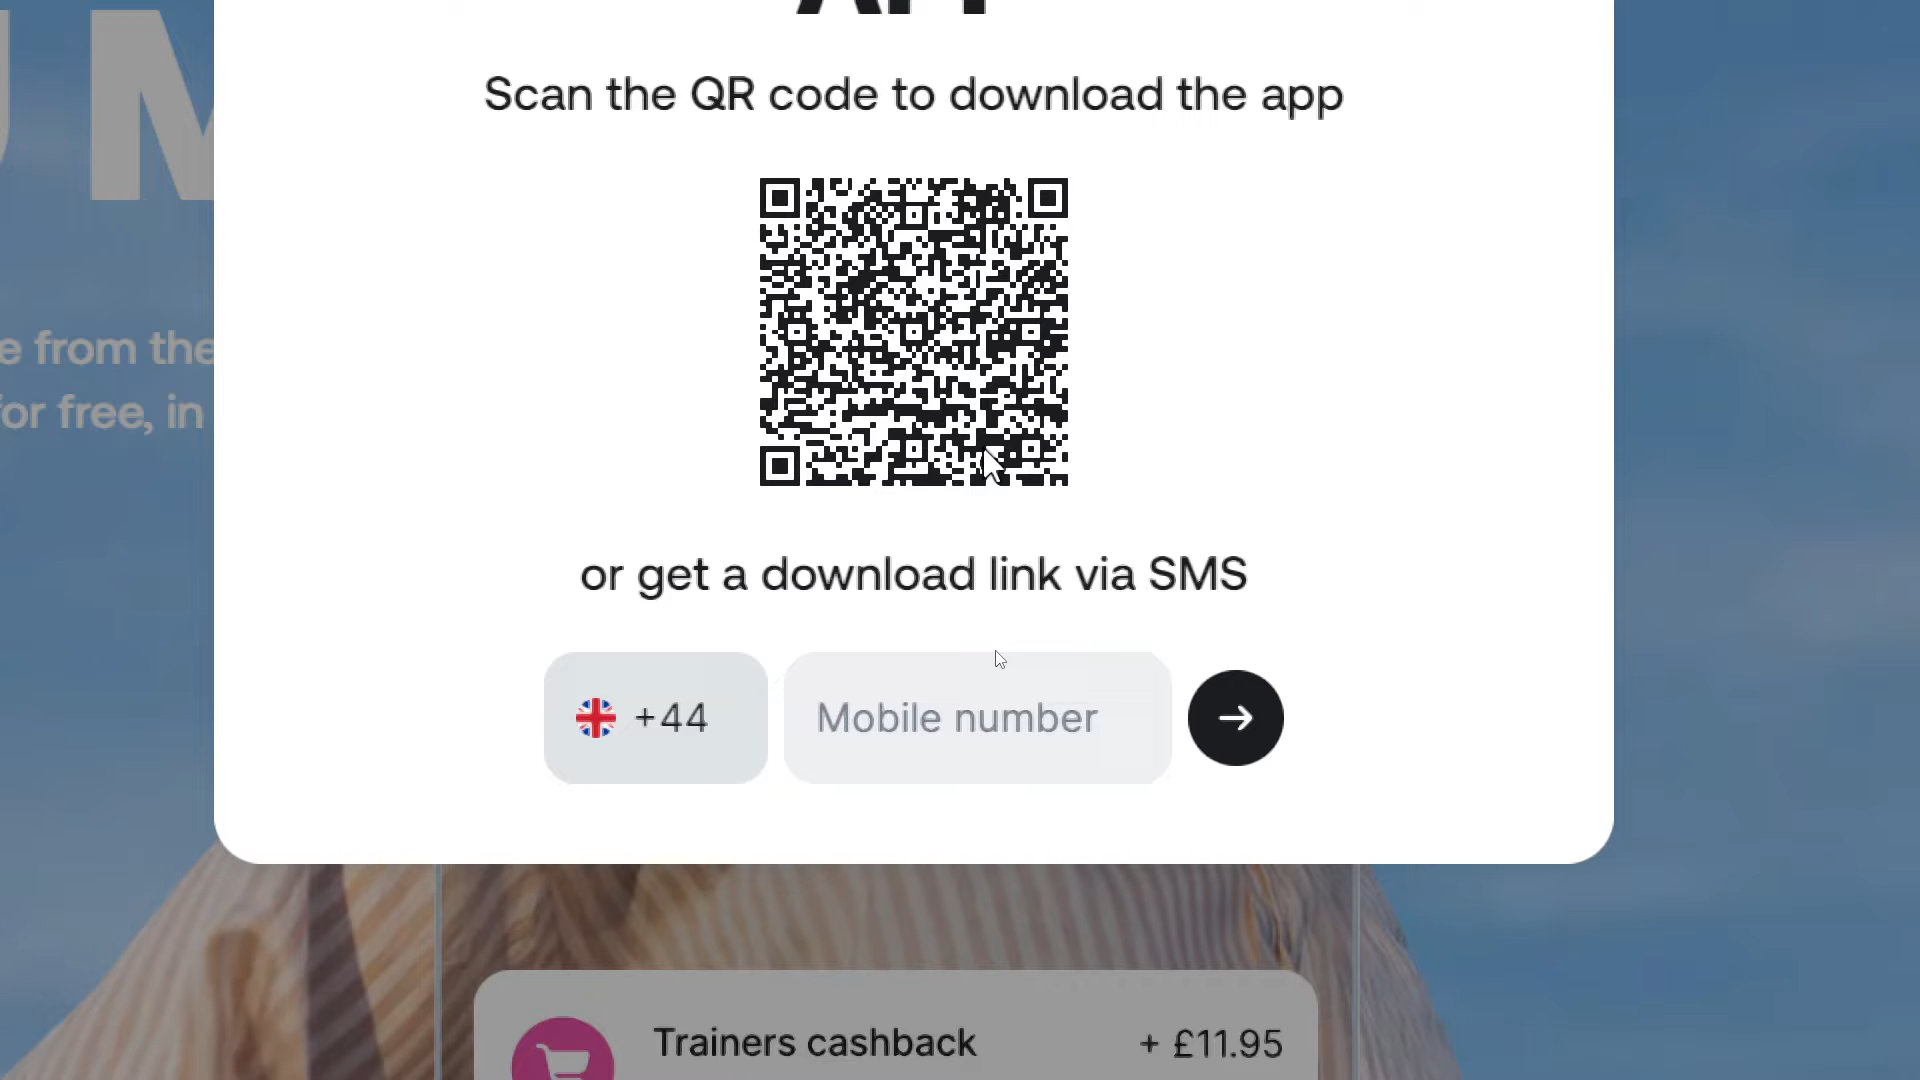 U M
APP
Scan the QR code to download the app
e from the
for free, in
or get a download link via SMS
+44
Mobile number
Trainers cashback
+ £11.95